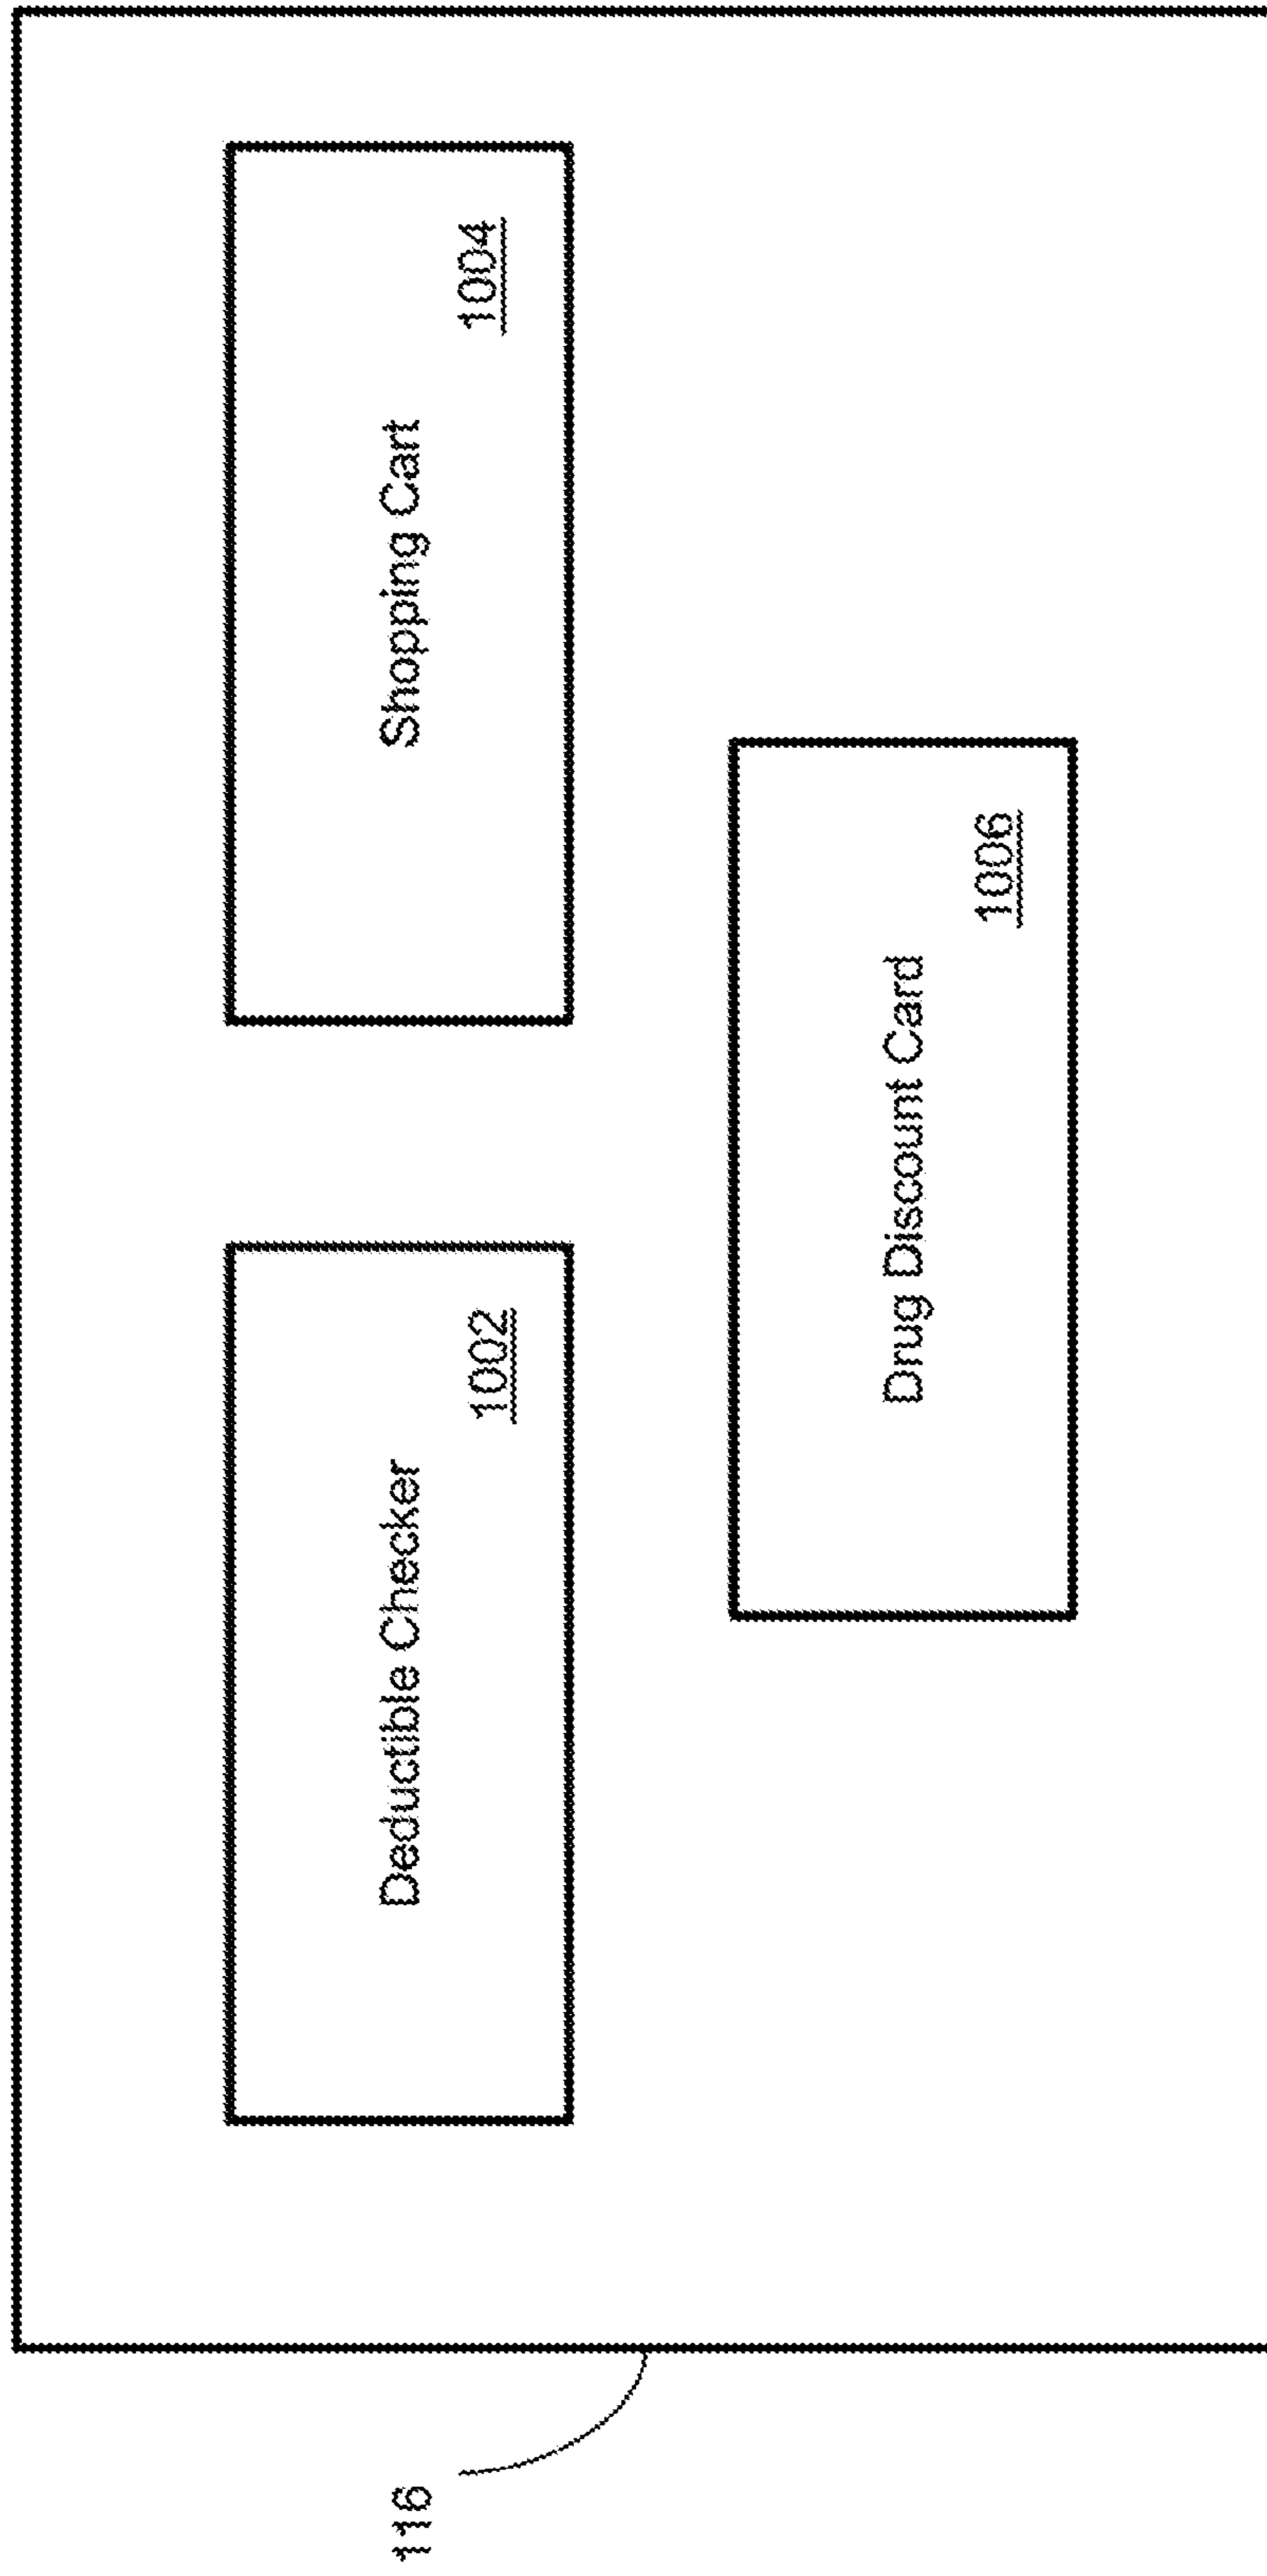 116
Deductible Checker
1002
Shopping Cart
1004
Drug Discount Card
1006